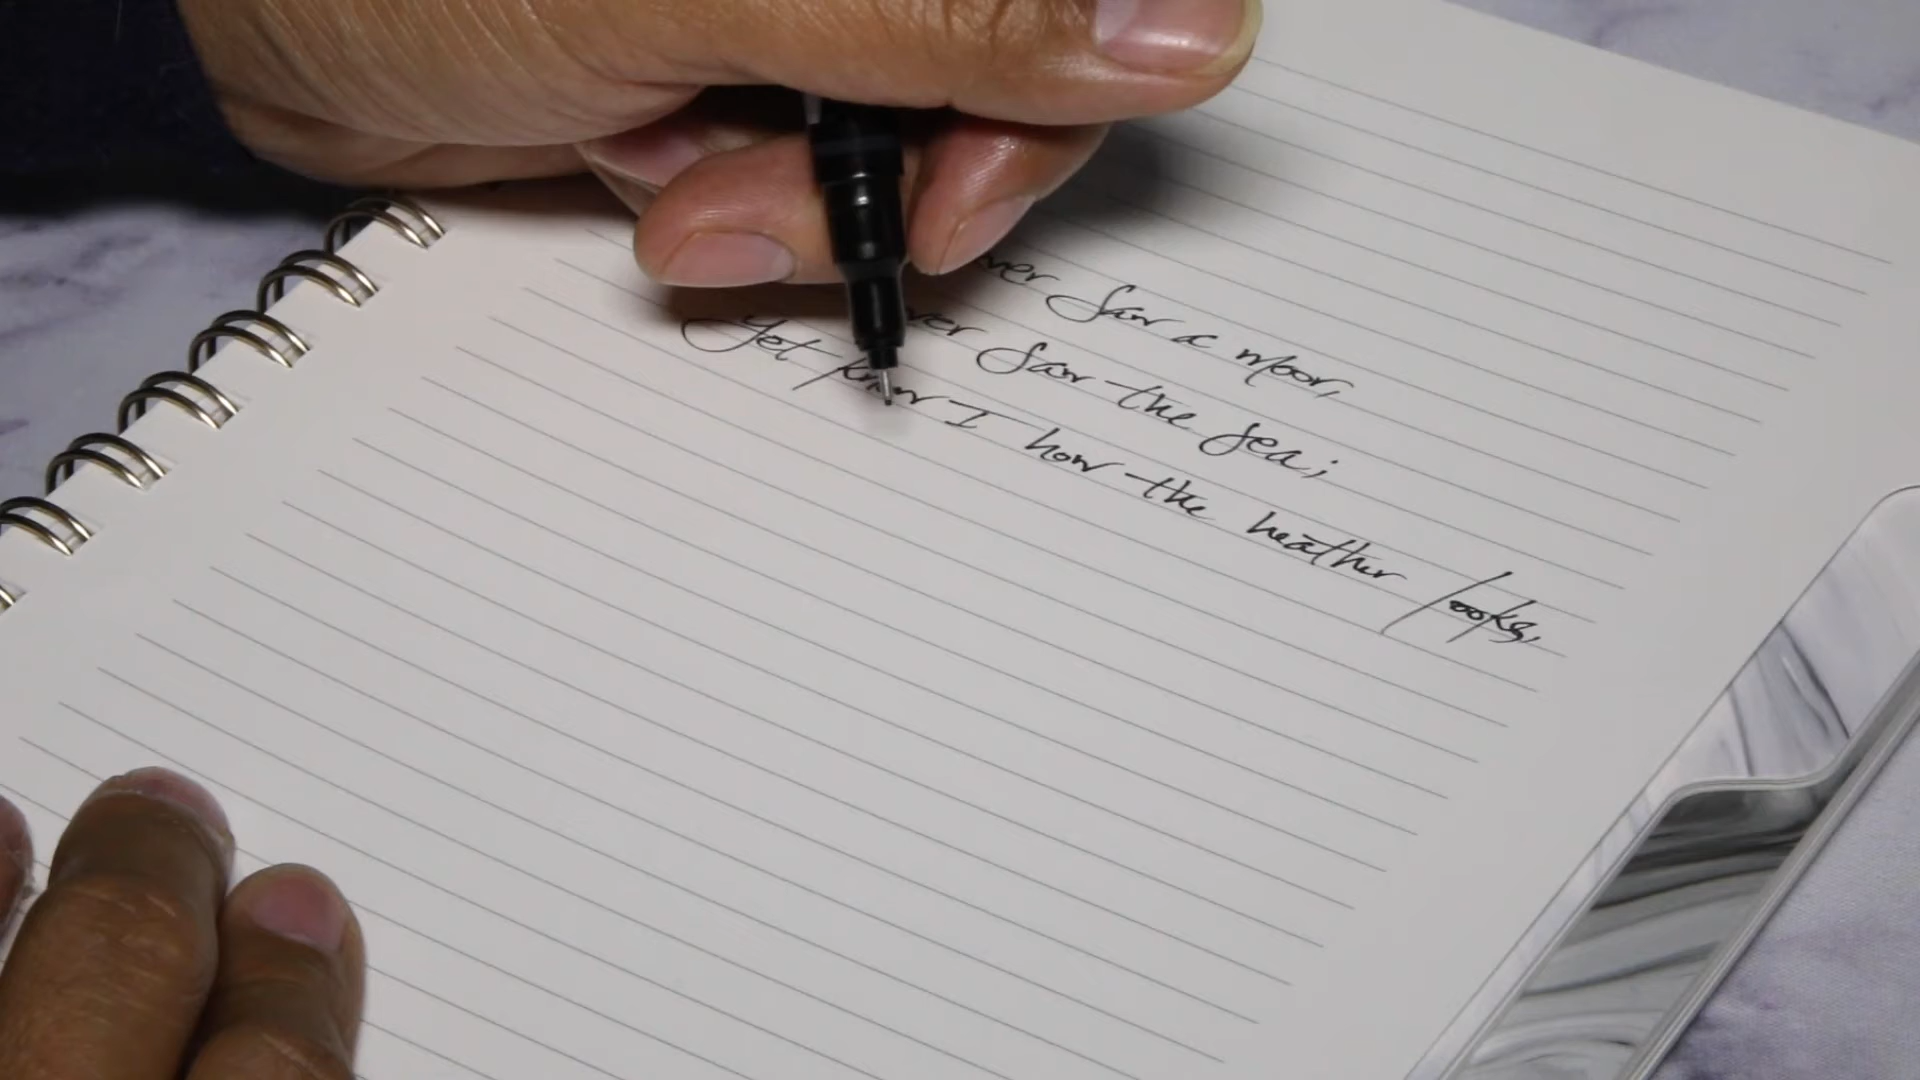 ver saw a moor,
ver saw the sea;
Yet know I how the heather looks,